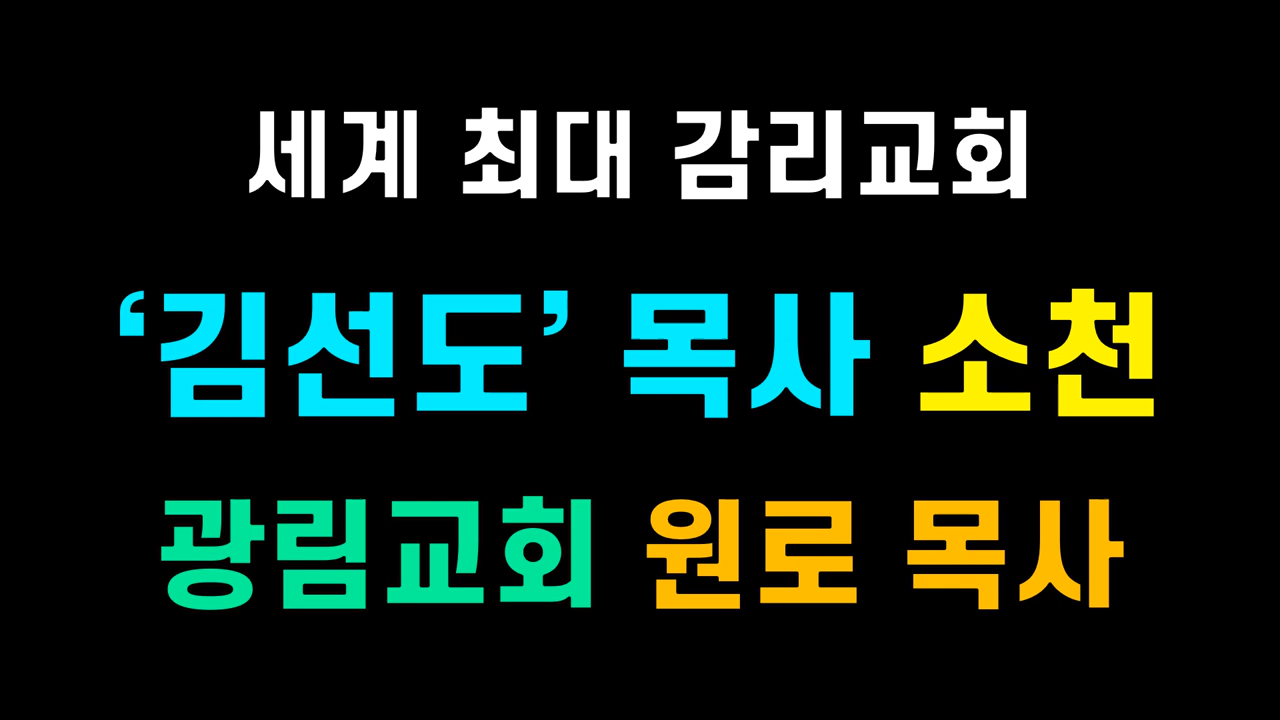 세계 최대 감리교회
‘김선도’ 목사 소천
광림교회 원로 목사